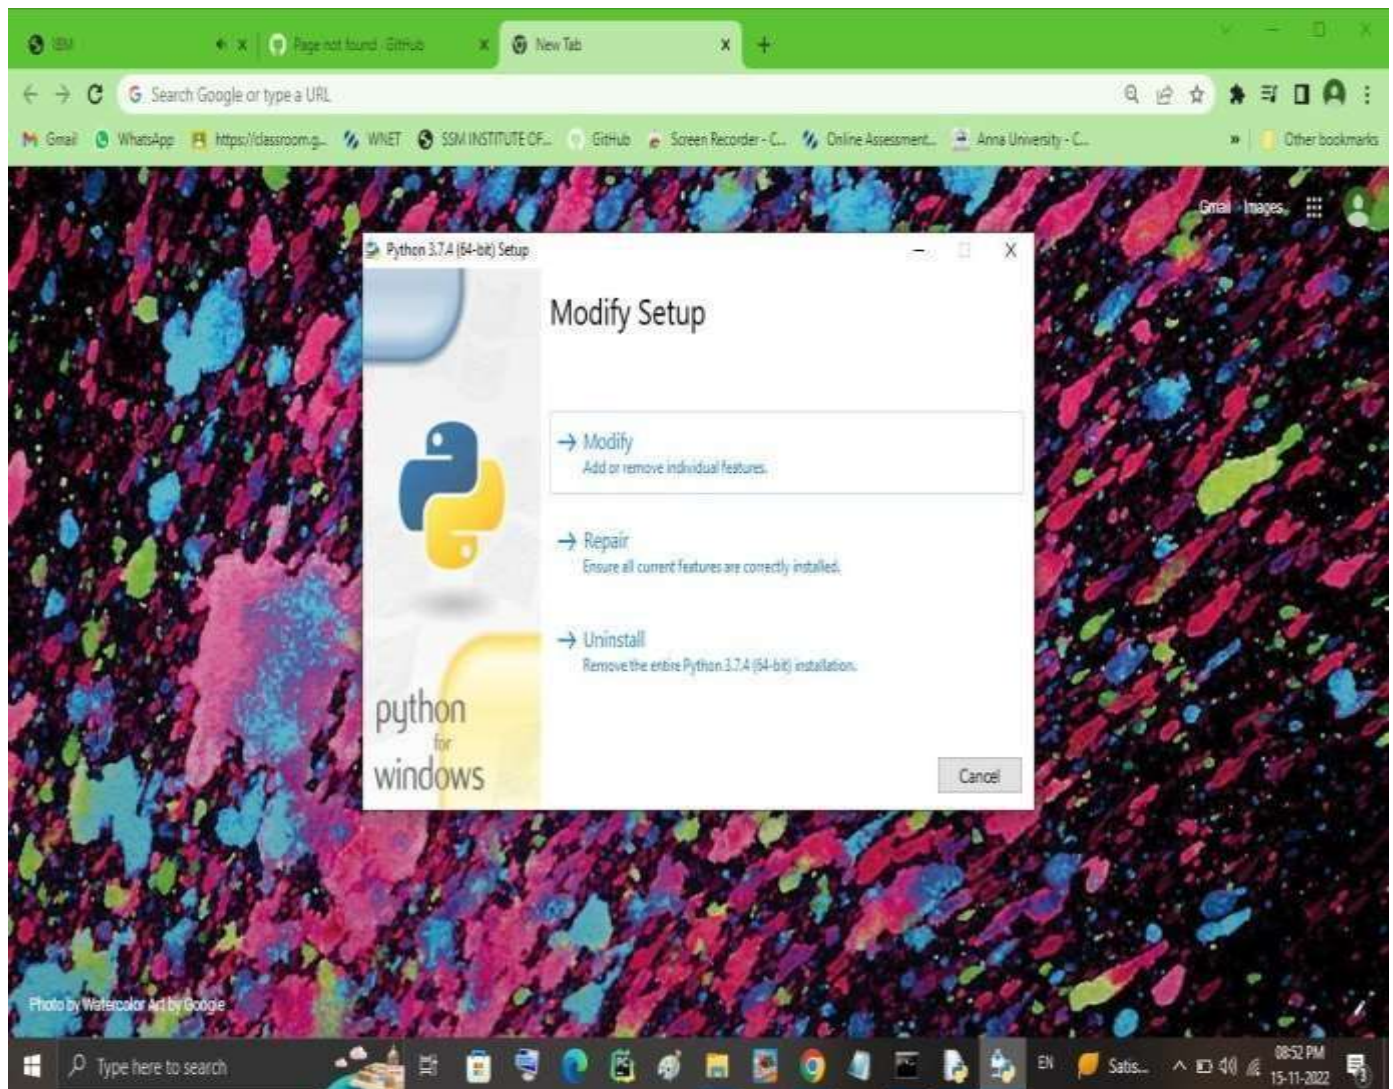 IBM
Page not found · GitHub
New Tab
Search Google or type a URL
Gmail
WhatsApp
https://classroom.g...
WNET
SSM INSTITUTE OF...
GitHub
Screen Recorder - C...
Online Assessment...
Anna University - C...
»
Other bookmarks
Gmail
Images
Python 3.7.4 (64-bit) Setup
Modify Setup
Modify
Add or remove individual features.
Repair
Ensure all current features are correctly installed.
Uninstall
Remove the entire Python 3.7.4 (64-bit) installation.
python
for
windows
Cancel
Photo by Watercolor Art by Google
Type here to search
PC
EN
Satis...
08:52 PM
15-11-2022
3